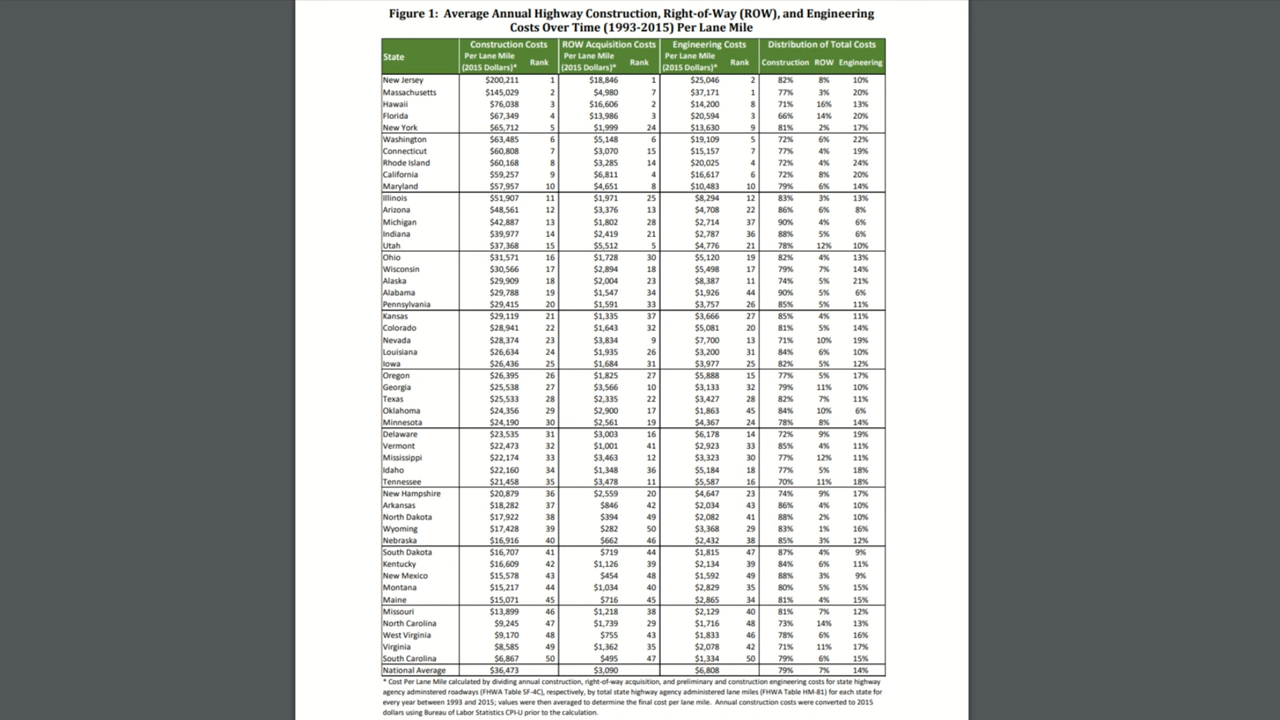 Figure 1: Average Annual Highway Construction, Right-of-Way (ROW), and Engineering
Costs Over Time (1993-2015) Per Lane Mile
Construction Costs ROW Acquisition Costs Engineering Costs Distribution of Total Costs
State Per Lane Mile (2015 Dollars)* Rank Per Lane Mile (2015 Dollars)* Rank Per Lane Mile (2015 Dollars)* Rank Construction ROW Engineering
New Jersey $200,211 1 $18,846 1 $25,046 2 82% 8% 10%
Massachusetts $145,029 2 $4,980 7 $37,171 1 77% 3% 20%
Hawaii $76,038 3 $16,606 2 $14,200 8 71% 16% 13%
Florida $67,349 4 $13,986 3 $20,594 3 66% 14% 20%
New York $65,712 5 $1,999 24 $13,630 9 81% 2% 17%
Washington $63,485 6 $5,148 6 $19,109 5 72% 6% 22%
Connecticut $60,808 7 $3,070 15 $15,157 7 77% 4% 19%
Rhode Island $60,168 8 $3,285 14 $20,025 4 72% 4% 24%
California $59,257 9 $6,811 4 $16,617 6 72% 8% 20%
Maryland $57,957 10 $4,651 8 $10,483 10 79% 6% 14%
Illinois $51,907 11 $1,971 25 $8,294 12 83% 3% 13%
Arizona $48,561 12 $3,376 13 $4,708 22 86% 6% 8%
Michigan $42,887 13 $1,802 28 $2,714 37 90% 4% 6%
Indiana $39,977 14 $2,419 21 $2,787 36 88% 5% 6%
Utah $37,368 15 $5,512 5 $4,776 21 78% 12% 10%
Ohio $31,571 16 $1,728 30 $5,120 19 82% 4% 13%
Wisconsin $30,566 17 $2,894 18 $5,498 17 79% 7% 14%
Alaska $29,909 18 $2,004 23 $8,387 11 74% 5% 21%
Alabama $29,788 19 $1,547 34 $1,926 44 90% 5% 6%
Pennsylvania $29,415 20 $1,591 33 $3,757 26 85% 5% 11%
Kansas $29,119 21 $1,335 37 $3,666 27 85% 4% 11%
Colorado $28,941 22 $1,643 32 $5,081 20 81% 5% 14%
Nevada $28,374 23 $3,834 9 $7,700 13 71% 10% 19%
Louisiana $26,634 24 $1,935 26 $3,200 31 84% 6% 10%
Iowa $26,436 25 $1,684 31 $3,977 25 82% 5% 12%
Oregon $26,395 26 $1,825 27 $5,888 15 77% 5% 17%
Georgia $25,538 27 $3,566 10 $3,133 32 79% 11% 10%
Texas $25,533 28 $2,335 22 $3,427 28 82% 7% 11%
Oklahoma $24,356 29 $2,900 17 $1,863 45 84% 10% 6%
Minnesota $24,190 30 $2,561 19 $4,367 24 78% 8% 14%
Delaware $23,535 31 $3,003 16 $6,178 14 72% 9% 19%
Vermont $22,473 32 $1,001 41 $2,923 33 85% 4% 11%
Mississippi $22,174 33 $3,463 12 $3,323 30 77% 12% 11%
Idaho $22,160 34 $1,348 36 $5,184 18 77% 5% 18%
Tennessee $21,458 35 $3,478 11 $5,587 16 70% 11% 18%
New Hampshire $20,879 36 $2,559 20 $4,647 23 74% 9% 17%
Arkansas $18,282 37 $846 42 $2,034 43 86% 4% 10%
North Dakota $17,922 38 $394 49 $2,082 41 88% 2% 10%
Wyoming $17,428 39 $282 50 $3,368 29 83% 1% 16%
Nebraska $16,916 40 $662 46 $2,432 38 85% 3% 12%
South Dakota $16,707 41 $719 44 $1,815 47 87% 4% 9%
Kentucky $16,609 42 $1,126 39 $2,134 39 84% 6% 11%
New Mexico $15,578 43 $454 48 $1,592 49 88% 3% 9%
Montana $15,217 44 $1,034 40 $2,829 35 80% 5% 15%
Maine $15,071 45 $716 45 $2,865 34 81% 4% 15%
Missouri $13,899 46 $1,218 38 $2,129 40 81% 7% 12%
North Carolina $9,245 47 $1,739 29 $1,716 48 73% 14% 13%
West Virginia $9,170 48 $755 43 $1,833 46 78% 6% 16%
Virginia $8,585 49 $1,362 35 $2,078 42 71% 11% 17%
South Carolina $6,867 50 $495 47 $1,334 50 79% 6% 15%
National Average $36,473 $3,090 $6,808 79% 7% 14%
* Cost Per Lane Mile calculated by dividing annual construction, right-of-way acquisition, and preliminary and construction engineering costs for state highway
agency adminstered roadways (FHWA Table SF-4C), respectively, by total state highway agency administered lane miles (FHWA Table HM-81) for each state for
every year between 1993 and 2015; values were then averaged to determine the final cost per lane mile. Annual construction costs were converted to 2015
dollars using Bureau of Labor Statistics CPI-U prior to the calculation.